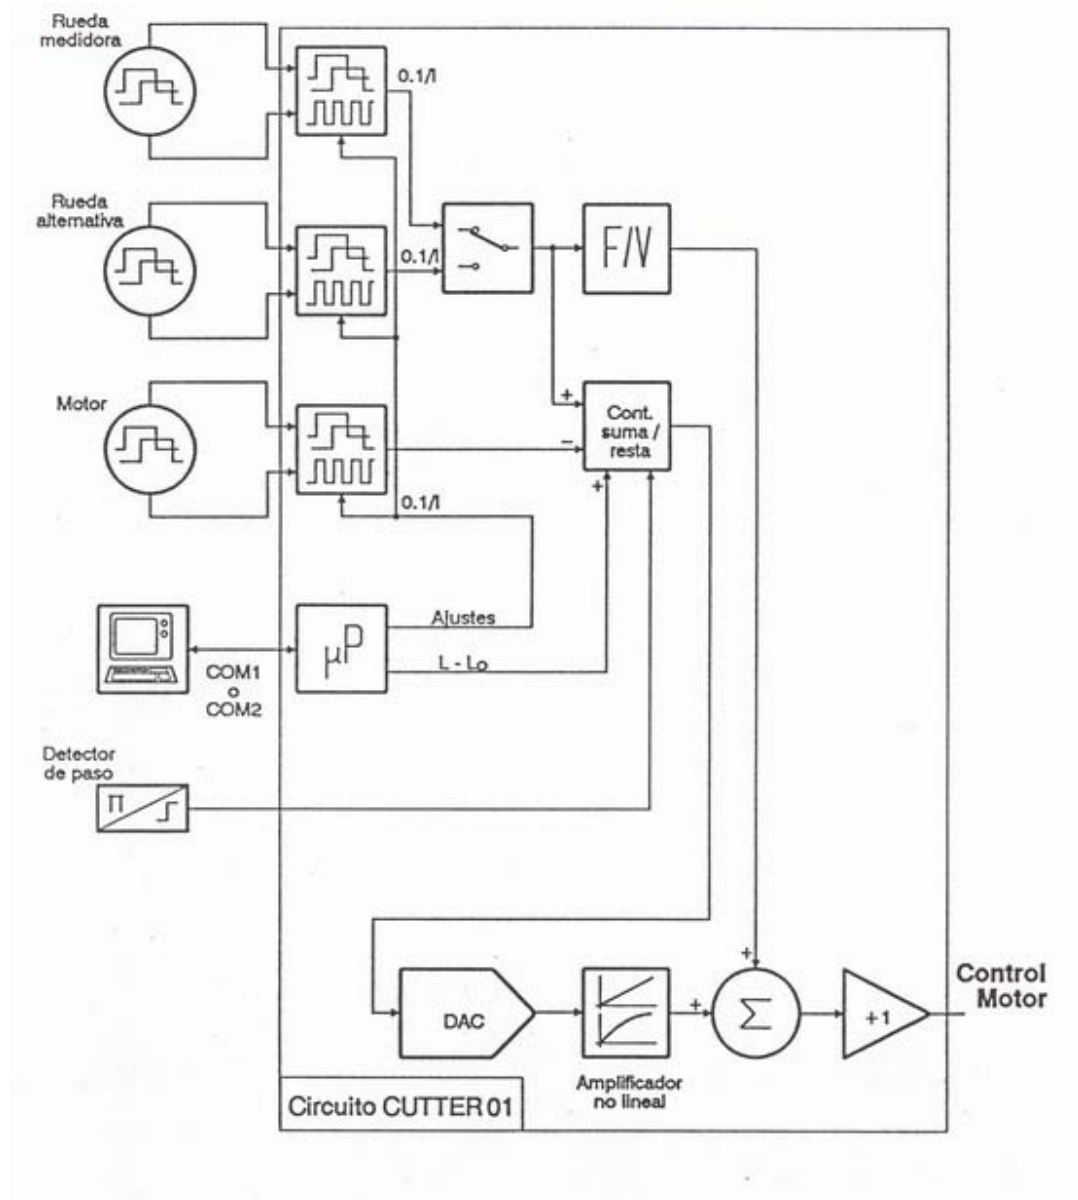 Rueda
medidora
0.1/I
Rueda
alternativa
0.1/I
F/V
Motor
+
Cont.
suma /
resta
−
+
0.1/I
Ajustes
μP
L - Lo
COM1
o
COM2
Detector
de paso
Π
+
Control
Motor
DAC
+
Σ
+1
Amplificador
no lineal
Circuito CUTTER 01